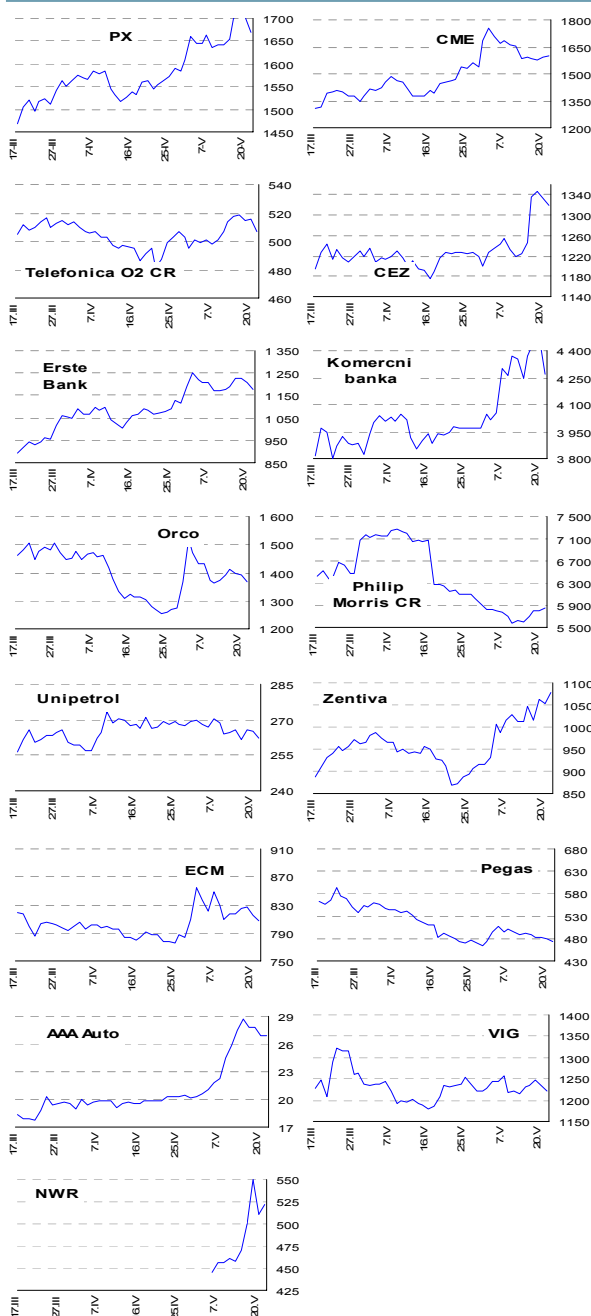 PX
1700
1650
1600
1550
1500
1450
17-III
27-III
7-IV
16-IV
25-IV
7-V
20-V
CME
1800
1650
1500
1350
1200
17.III
27.III
7.IV
16.IV
25.IV
7.V
20.V
Telefonica O2 CR
540
520
500
480
460
17.III
27.III
7.IV
16.IV
25.IV
7.V
20.V
CEZ
1340
1300
1260
1220
1180
1140
17.III
27.III
7.IV
16.IV
25.IV
7.V
20.V
Erste
Bank
1 350
1 250
1 150
1 050
950
850
17.III
27.III
7.IV
16.IV
25.IV
7.V
20.V
Komercni
banka
4 400
4 250
4 100
3 950
3 800
17.III
27.III
7.IV
16.IV
25.IV
7.V
20.V
Orco
1 600
1 500
1 400
1 300
1 200
17.III
27.III
7.IV
16.IV
25.IV
7.V
20.V
Philip
Morris CR
7 500
7 100
6 700
6 300
5 900
5 500
17.III
27.III
7.IV
16.IV
25.IV
7.V
20.V
Unipetrol
285
270
255
240
17.III
27.III
7.IV
16.IV
25.IV
7.V
20.V
Zentiva
1100
1050
1000
950
900
850
17.III
27.III
7.IV
16.IV
25.IV
7.V
20.V
ECM
910
870
830
790
750
17.III
27.III
7.IV
16.IV
25.IV
7.V
20.V
Pegas
680
630
580
530
480
430
17.III
27.III
7.IV
16.IV
25.IV
7.V
20.V
AAA Auto
29
26
23
20
17
17.III
27.III
7.IV
16.IV
25.IV
7.V
20.V
VIG
1400
1350
1300
1250
1200
1150
17.III
27.III
7.IV
16.IV
25.IV
7.V
20.V
NWR
550
525
500
475
450
425
17.III
27.III
7.IV
16.IV
25.IV
7.V
20.V